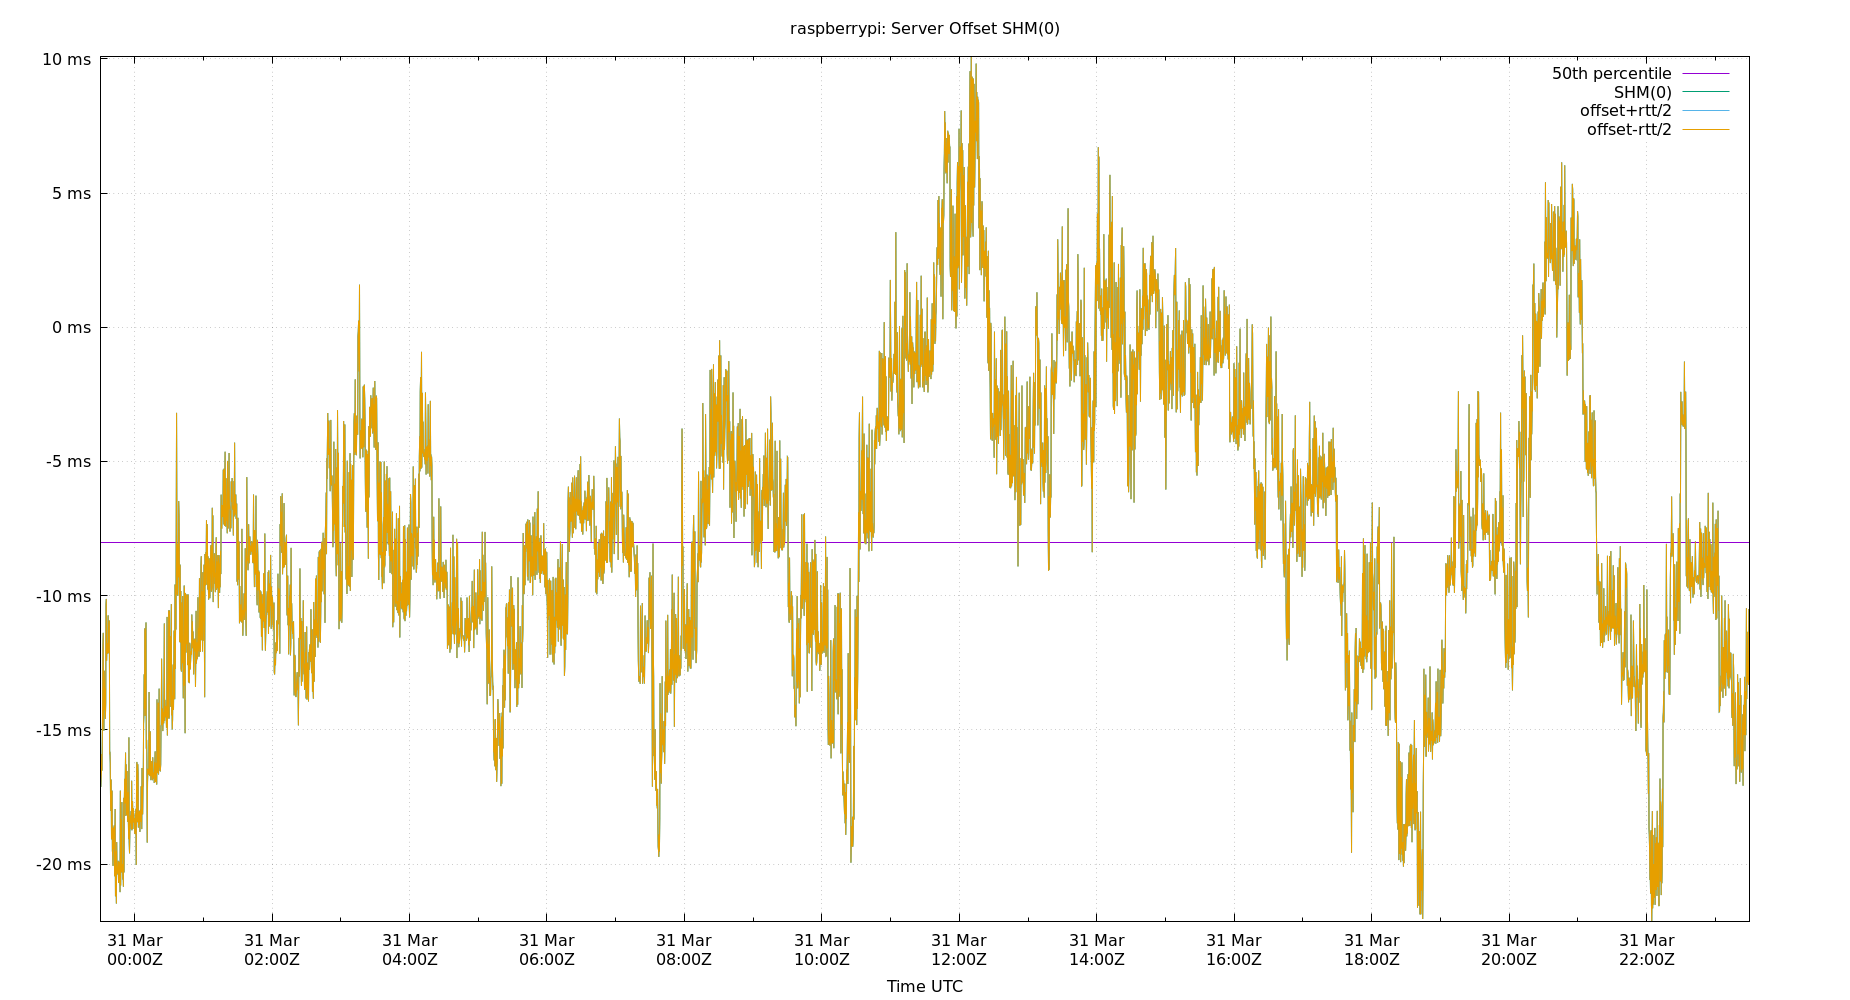 raspberrypi: Server Offset SHM(0)
10 ms
5 ms
0 ms
-5 ms
-10 ms
-15 ms
-20 ms
50th percentile
SHM(0)
offset+rtt/2
offset-rtt/2
31 Mar 31 Mar 31 Mar 31 Mar 31 Mar 31 Mar 31 Mar 31 Mar 31 Mar 31 Mar 31 Mar 31 Mar
00:00Z 02:00Z 04:00Z 06:00Z 08:00Z 10:00Z 12:00Z 14:00Z 16:00Z 18:00Z 20:00Z 22:00Z
Time UTC